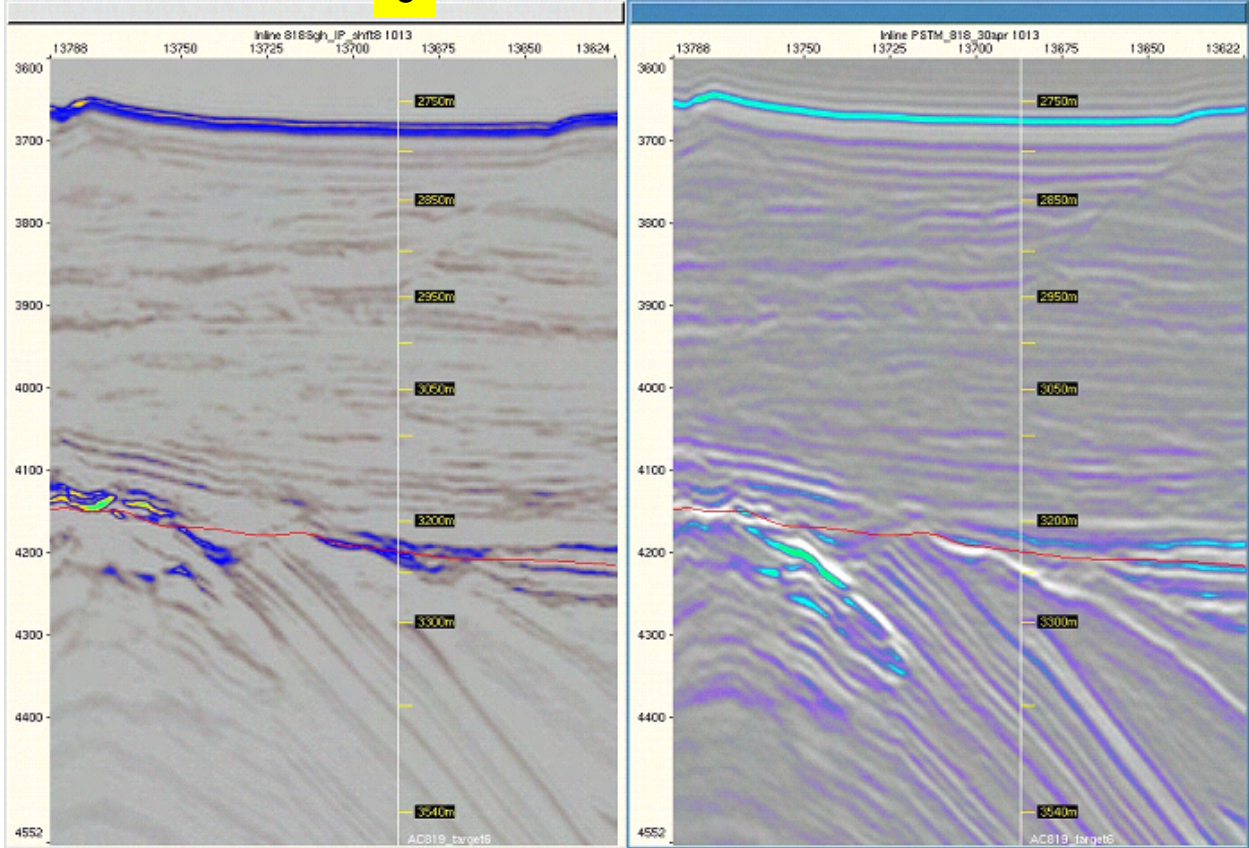 Inline 818Sgh_IP_shft8 1013
13788 13750 13725 13700 13675 13650 13624
3600
3700
3800
3900
4000
4100
4200
4300
4400
4552
2750m
2850m
2950m
3050m
3200m
3300m
3540m
AC819_target6
Inline PSTM_818_30apr 1013
13788 13750 13725 13700 13675 13650 13622
3600
3700
3800
3900
4000
4100
4200
4300
4400
4552
2750m
2850m
2950m
3050m
3200m
3300m
3540m
AC819_target6